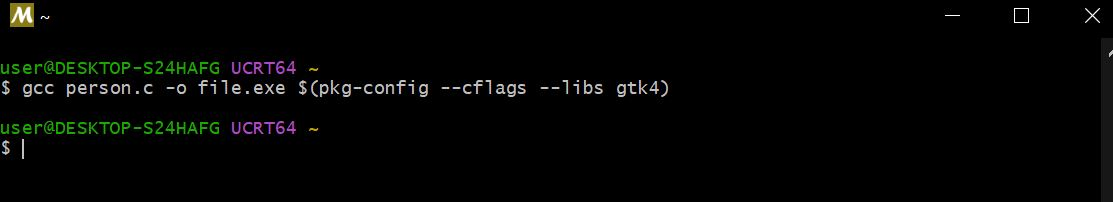 M ~
user@DESKTOP-S24HAFG UCRT64 ~
$ gcc person.c -o file.exe $(pkg-config --cflags --libs gtk4)
user@DESKTOP-S24HAFG UCRT64 ~
$